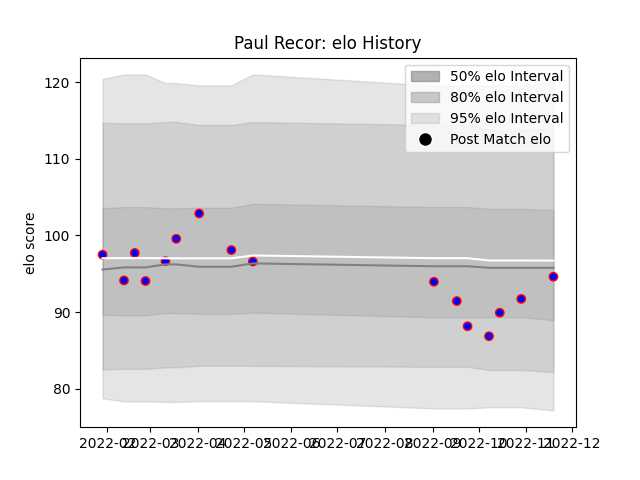 Paul Recor: elo History
elo score
120
110
100
90
80
50% elo Interval
80% elo Interval
95% elo Interval
Post Match elo
2022-02 2022-03 2022-04 2022-05 2022-06 2022-07 2022-08 2022-09 2022-10 2022-11 2022-12